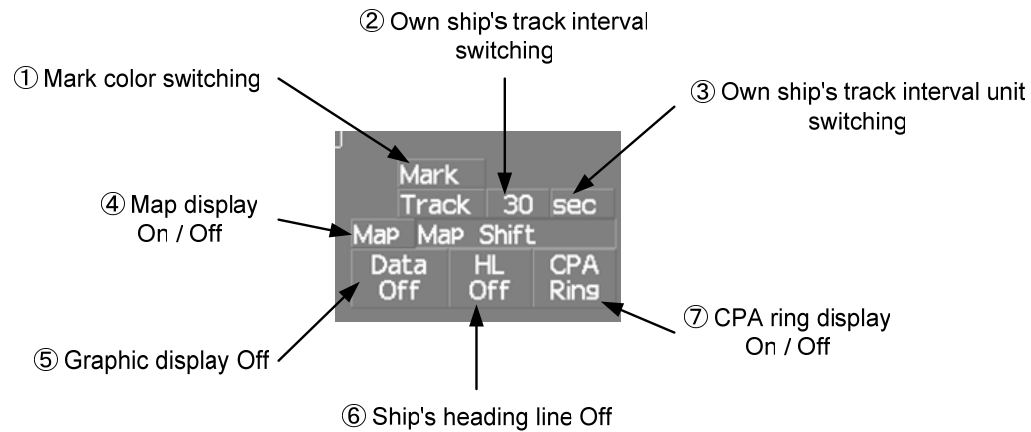 ② Own ship's track interval
switching
① Mark color switching
③ Own ship's track interval unit
switching
Mark
Track 30 sec
④ Map display
On / Off
Map Map Shift
Data HL CPA
Off Off Ring
⑦ CPA ring display
On / Off
⑤ Graphic display Off
⑥ Ship's heading line Off